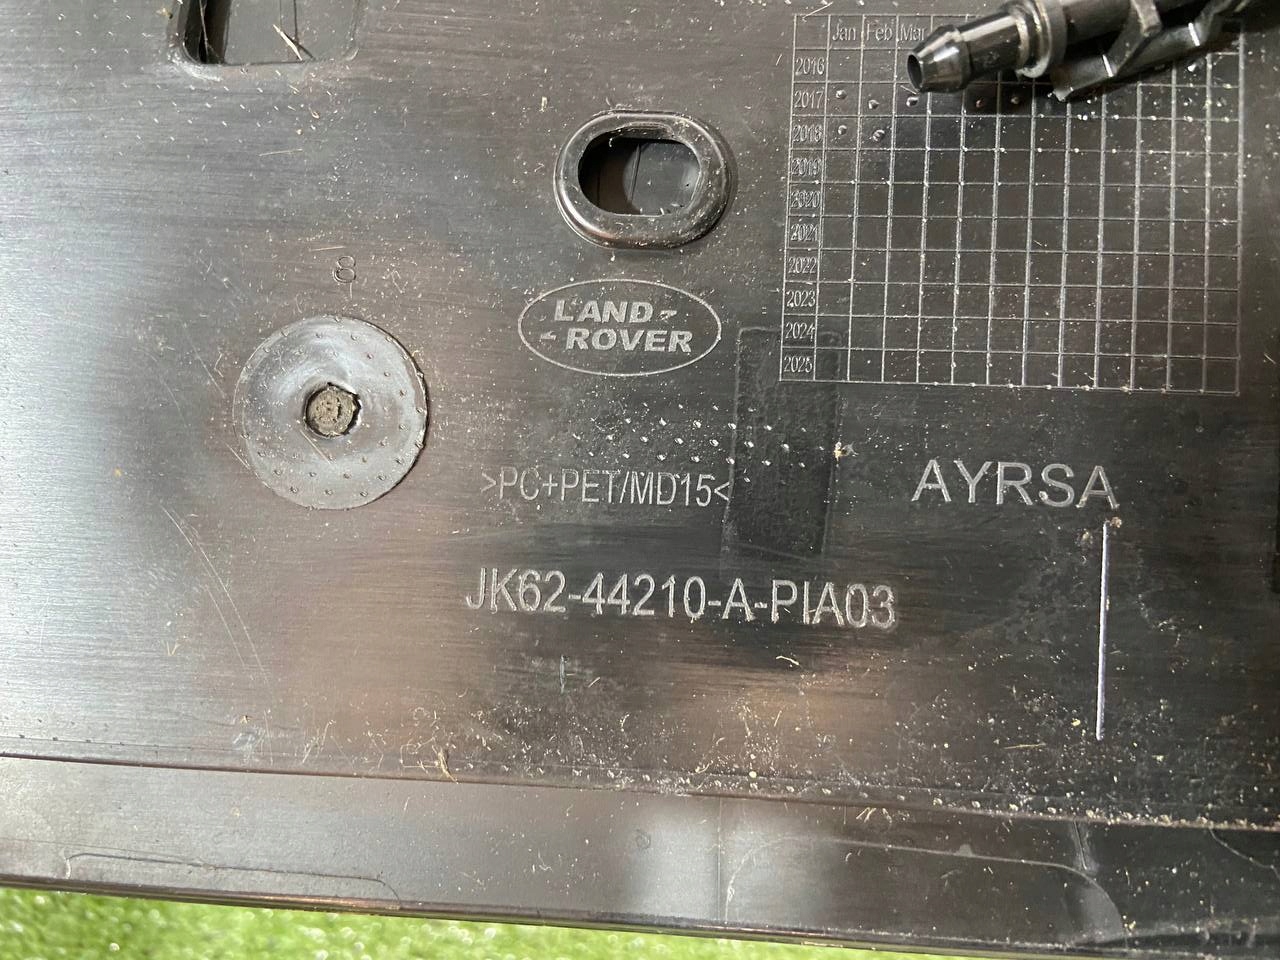 Jan Feb Mar
2016
2017
2018
2019
2020
2021
2022
2023
2024
2025
8
LAND-
-ROVER
>PC+PET/MD15<
AYRSA
JK62-44210-A-PIA03